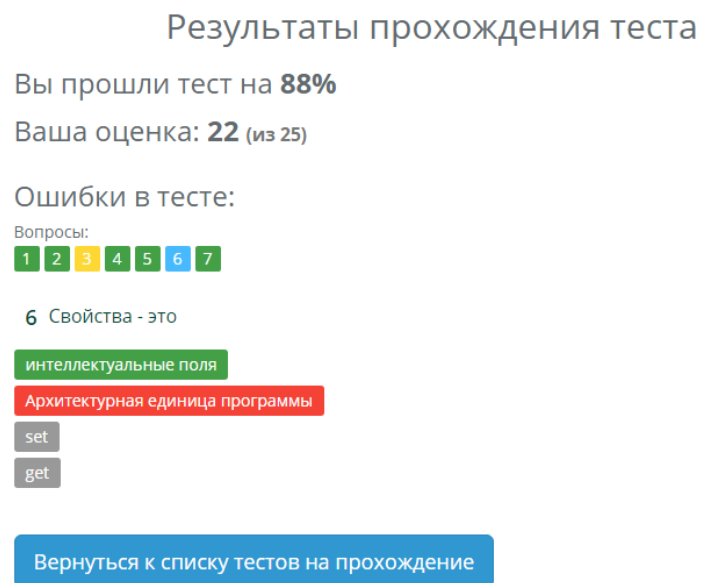 Результаты прохождения теста
Вы прошли тест на 88%
Ваша оценка: 22 (из 25)
Ошибки в тесте:
Вопросы:
1 2 3 4 5 6 7
6 Свойства - это
интеллектуальные поля
Архитектурная единица программы
set
get
Вернуться к списку тестов на прохождение